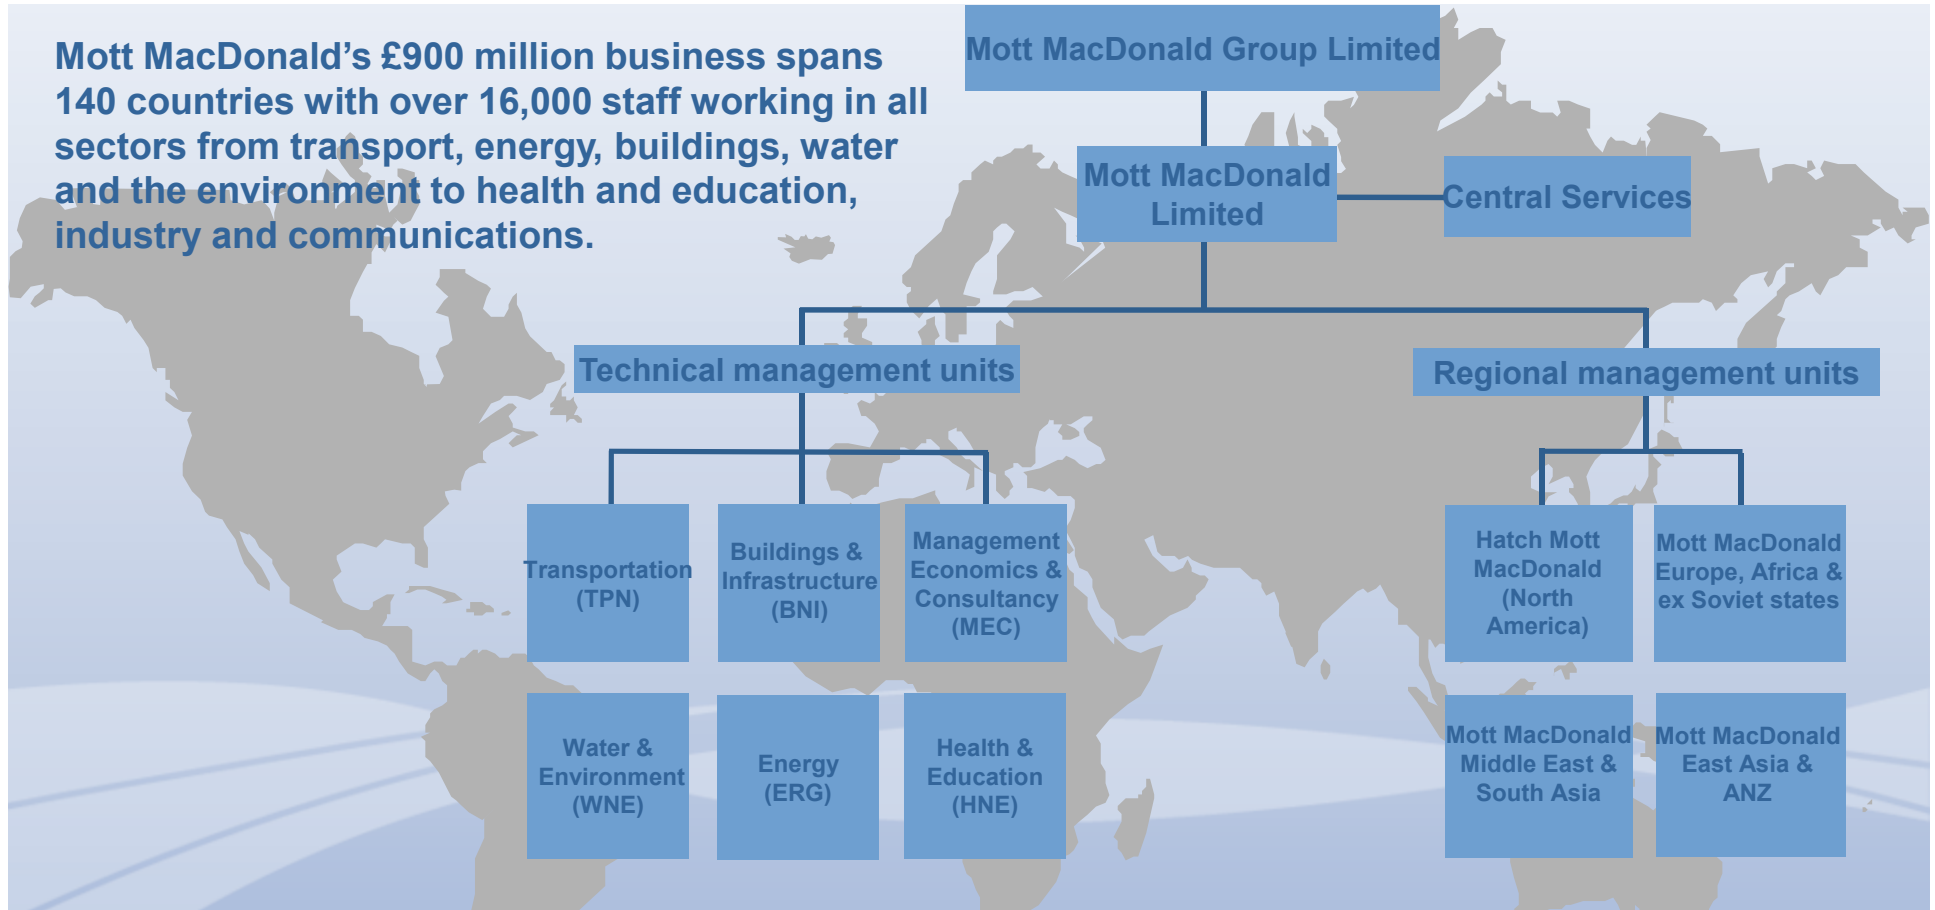 Mott MacDonald’s £900 million business spans
140 countries with over 16,000 staff working in all
sectors from transport, energy, buildings, water
and the environment to health and education,
industry and communications.
Mott MacDonald Group Limited
Mott MacDonald
Limited
Central Services
Technical management units
Regional management units
Transportation
(TPN)
Buildings &
Infrastructure
(BNI)
Management
Economics &
Consultancy
(MEC)
Hatch Mott
MacDonald
(North
America)
Mott MacDonald
Europe, Africa &
ex Soviet states
Water &
Environment
(WNE)
Energy
(ERG)
Health &
Education
(HNE)
Mott MacDonald
Middle East &
South Asia
Mott MacDonald
East Asia &
ANZ